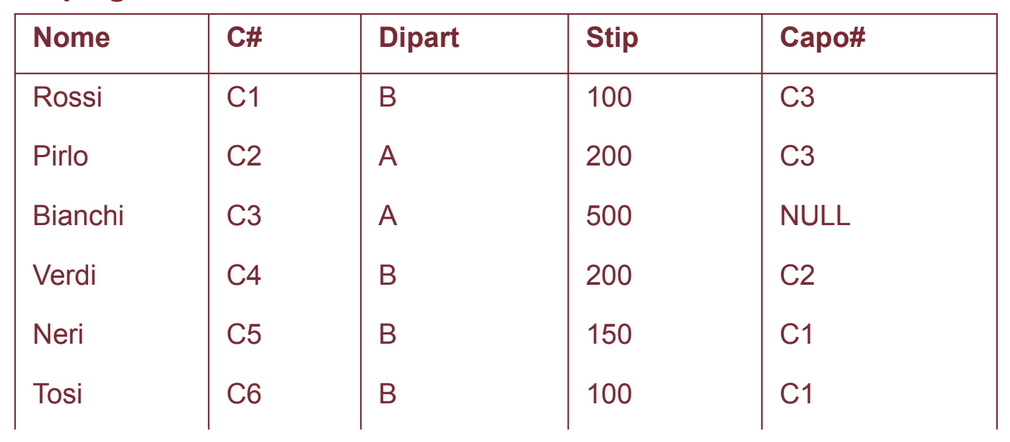 Nome C# Dipart Stip Capo#
Rossi C1 B 100 C3
Pirlo C2 A 200 C3
Bianchi C3 A 500 NULL
Verdi C4 B 200 C2
Neri C5 B 150 C1
Tosi C6 B 100 C1